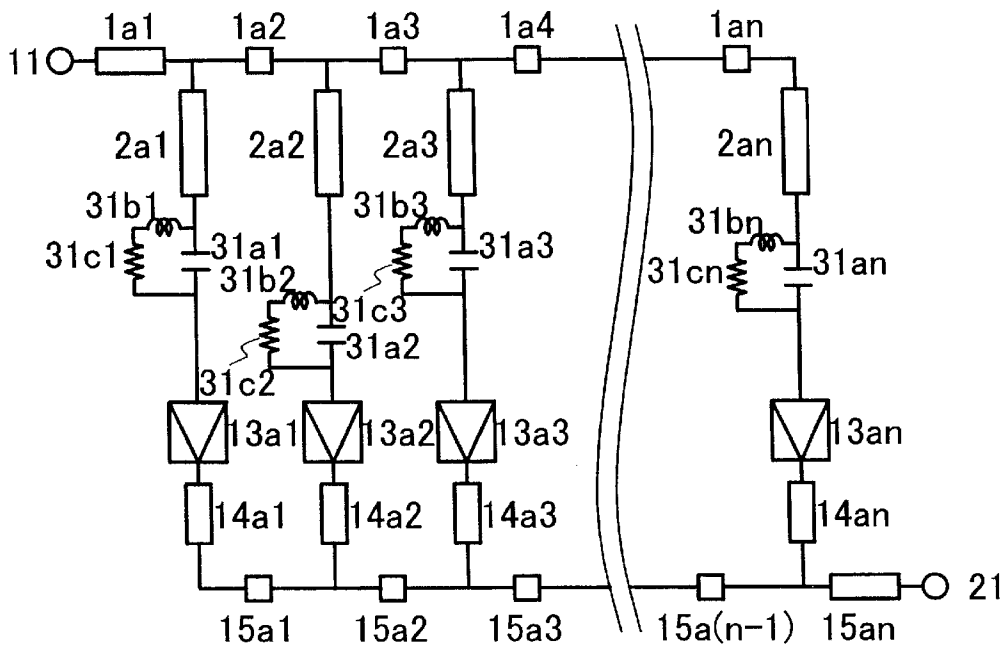 1a1 1a2 1a3 1a4 1an
11
2a1 2a2 2a3 2an
31b1 31b3 31bn
31c1 31a1 31a3 31cn 31an
31b2 31c3
31a2
31c2
13a1 13a2 13a3 13an
14a1 14a2 14a3 14an
21
15a1 15a2 15a3 15a(n-1) 15an